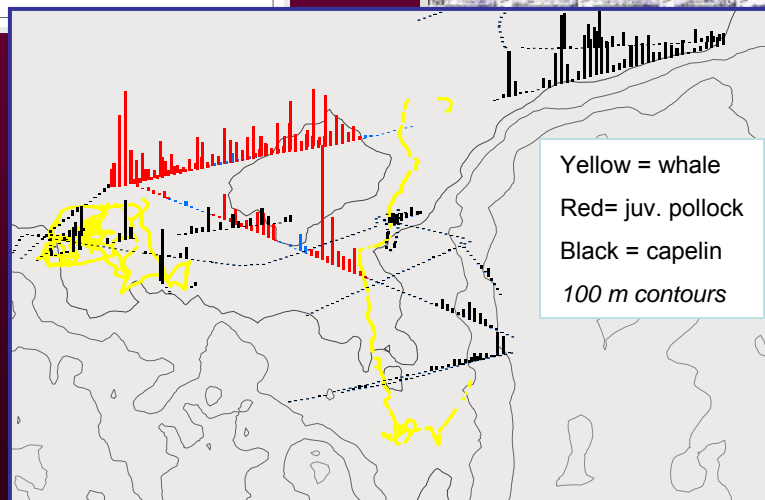 Yellow = whale
Red= juv. pollock
Black = capelin
100 m contours